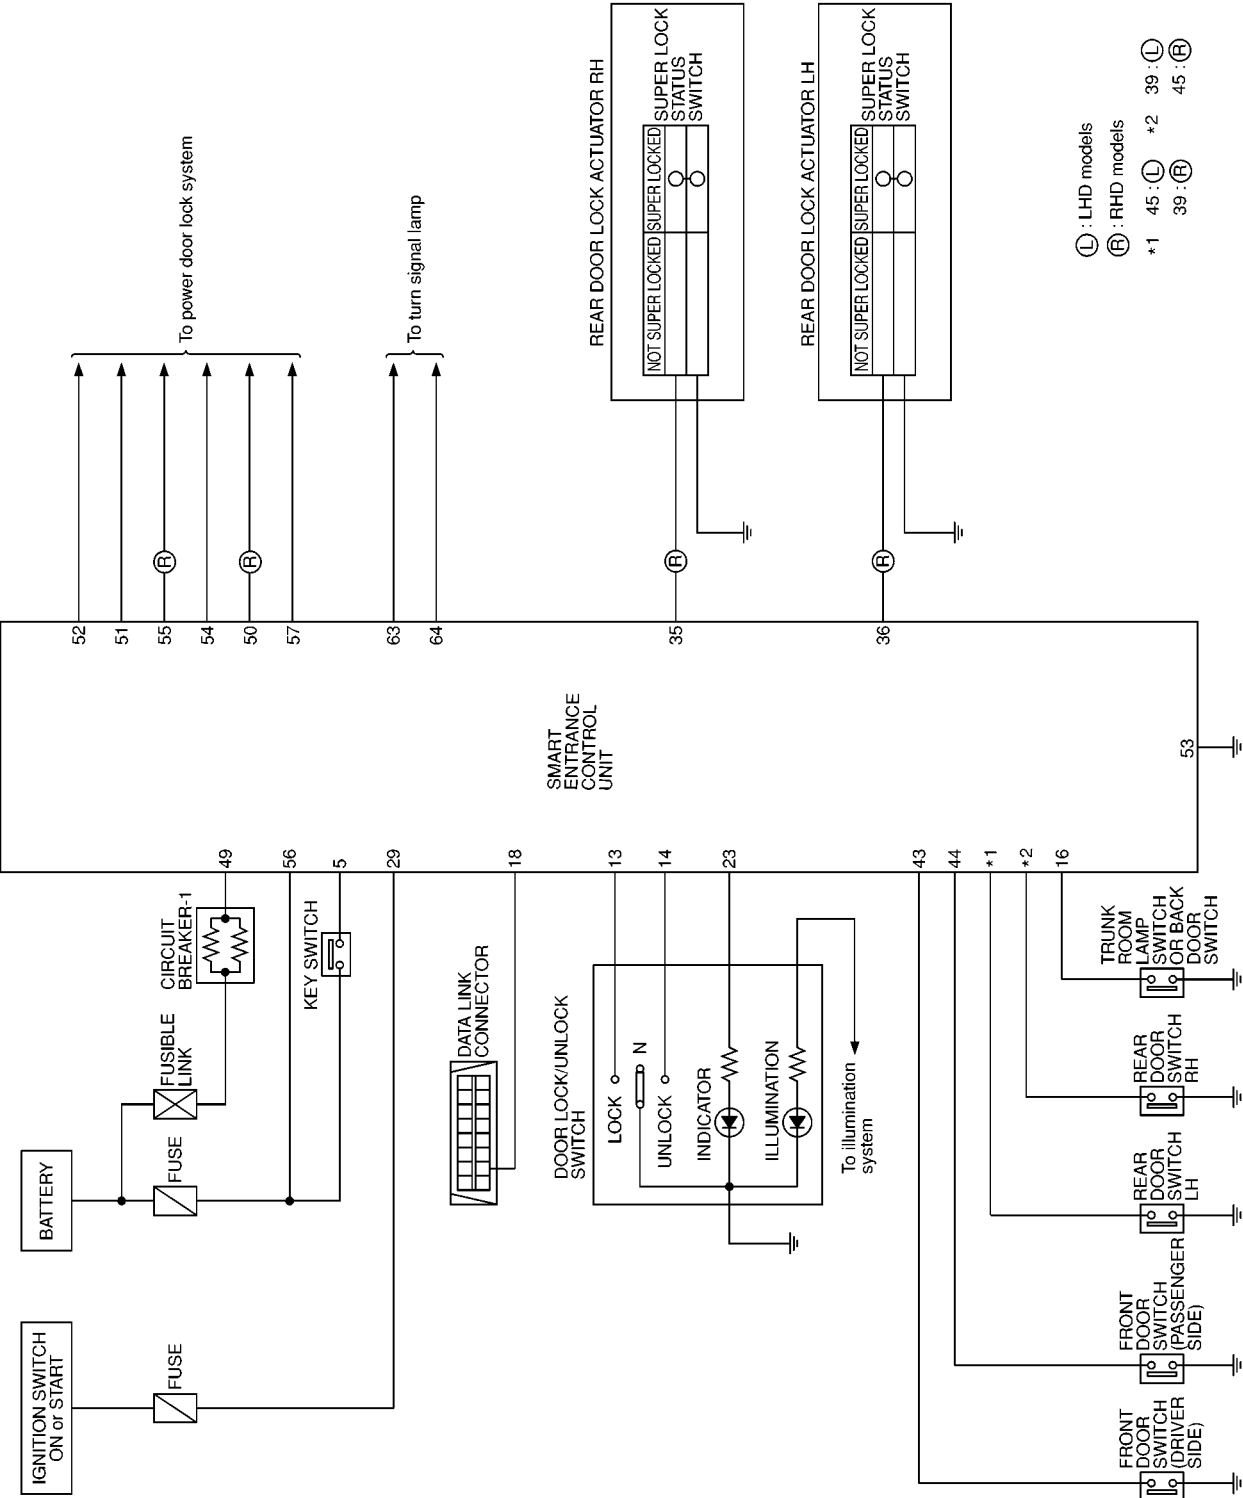 IGNITION SWITCH
ON or START
BATTERY
FUSE
FUSE
FUSIBLE
LINK
CIRCUIT
BREAKER-1
KEY SWITCH
DATA LINK
CONNECTOR
DOOR LOCK/UNLOCK
SWITCH
LOCK
N
UNLOCK
INDICATOR
ILLUMINATION
To illumination
system
FRONT
DOOR
SWITCH
(DRIVER
SIDE)
FRONT
DOOR
SWITCH
(PASSENGER
SIDE)
REAR
DOOR
SWITCH
LH
REAR
DOOR
SWITCH
RH
TRUNK
ROOM
LAMP
SWITCH
OR BACK
DOOR
SWITCH
49
56
5
29
18
13
14
23
43
44
*1
*2
16
SMART
ENTRANCE
CONTROL
UNIT
53
52
51
55
54
50
57
63
64
35
36
R
R
R
R
To power door lock system
To turn signal lamp
REAR DOOR LOCK ACTUATOR RH
NOT SUPER LOCKED
SUPER LOCKED
SUPER LOCK
STATUS
SWITCH
REAR DOOR LOCK ACTUATOR LH
NOT SUPER LOCKED
SUPER LOCKED
SUPER LOCK
STATUS
SWITCH
L : LHD models
R : RHD models
*1 45 : L *2 39 : L
39 : R 45 : R